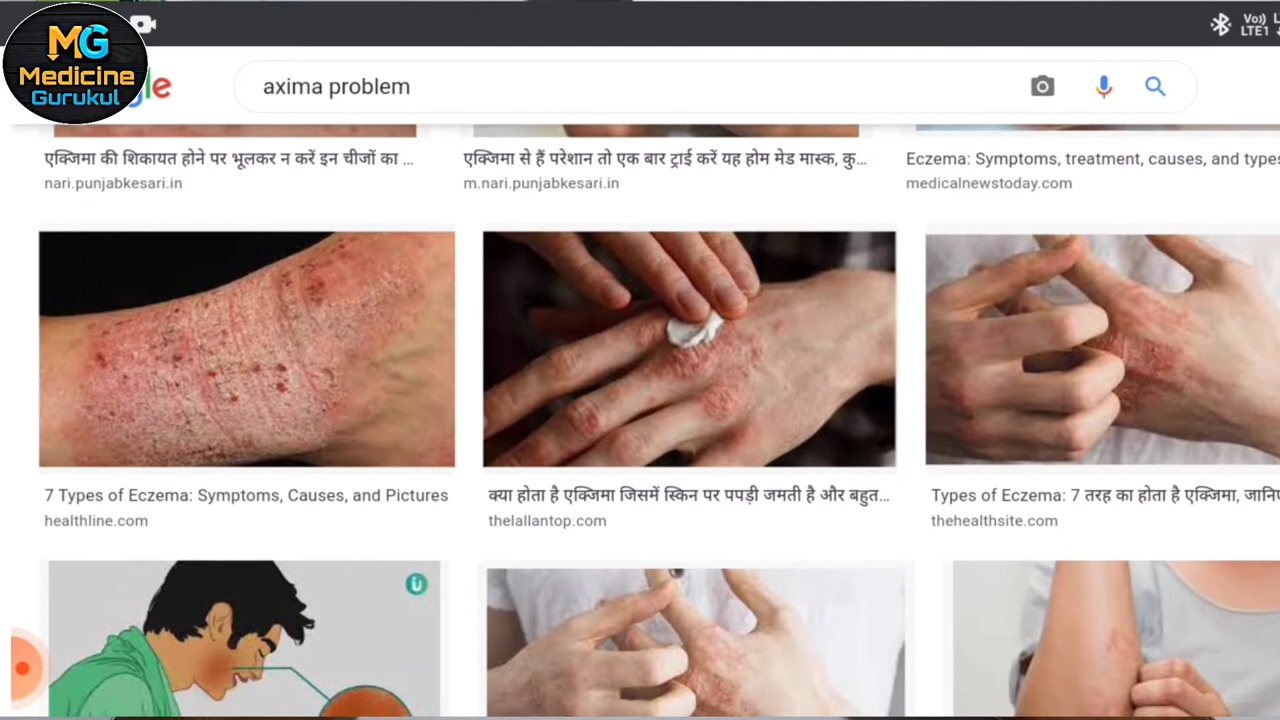 MG
Medicine
Gurukul
Vo))
LTE1
le
axima problem
एक्जिमा की शिकायत होने पर भूलकर न करें इन चीजों का ...
nari.punjabkesari.in
एक्जिमा से हैं परेशान तो एक बार ट्राई करें यह होम मेड मास्क, कु...
m.nari.punjabkesari.in
Eczema: Symptoms, treatment, causes, and types
medicalnewstoday.com
7 Types of Eczema: Symptoms, Causes, and Pictures
healthline.com
क्या होता है एक्जिमा जिसमें स्किन पर पपड़ी जमती है और बहुत...
thelallantop.com
Types of Eczema: 7 तरह का होता है एक्जिमा,
thehealthsite.com